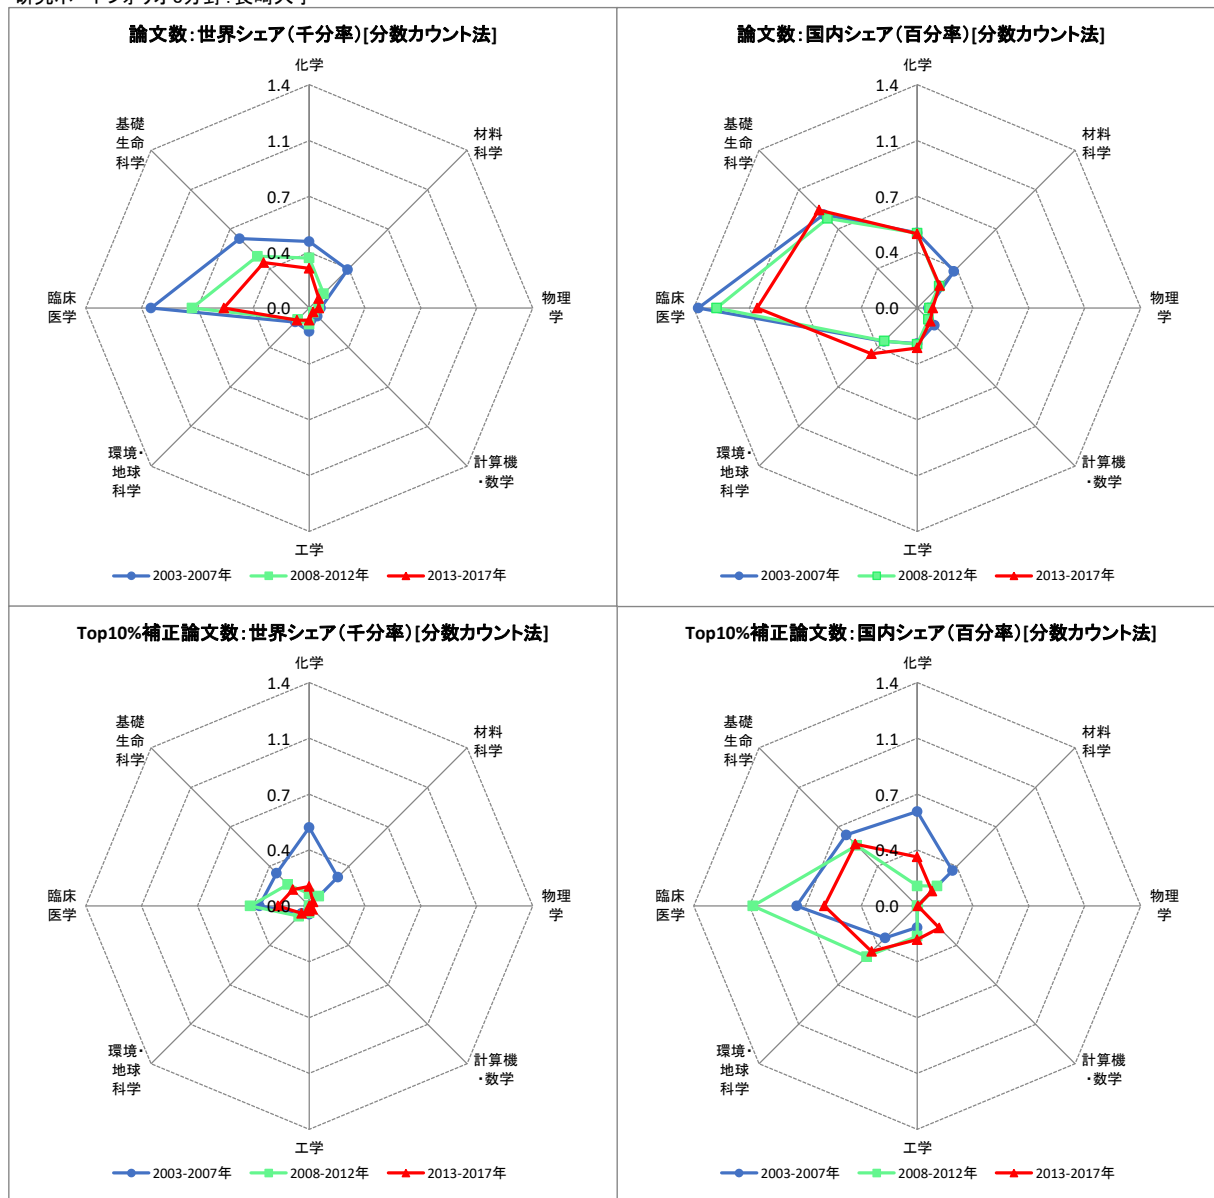 論文数：世界シェア（千分率）[分数カウント法]
化学
1.4
1.1
0.7
0.4
0.0
材料
科学
物理
学
計算機
・数学
工学
環境・
地球
科学
臨床
医学
基礎
生命
科学
2003-2007年 2008-2012年 2013-2017年
論文数：国内シェア（百分率）[分数カウント法]
化学
1.4
1.1
0.7
0.4
0.0
材料
科学
物理
学
計算機
・数学
工学
環境・
地球
科学
臨床
医学
基礎
生命
科学
2003-2007年 2008-2012年 2013-2017年
Top10%補正論文数：世界シェア（千分率）[分数カウント法]
化学
1.4
1.1
0.7
0.4
0.0
材料
科学
物理
学
計算機
・数学
工学
環境・
地球
科学
臨床
医学
基礎
生命
科学
2003-2007年 2008-2012年 2013-2017年
Top10%補正論文数：国内シェア（百分率）[分数カウント法]
化学
1.4
1.1
0.7
0.4
0.0
材料
科学
物理
学
計算機
・数学
工学
環境・
地球
科学
臨床
医学
基礎
生命
科学
2003-2007年 2008-2012年 2013-2017年